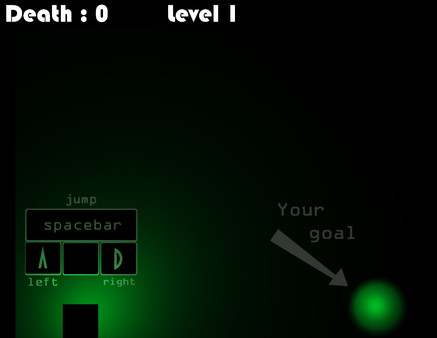 Death : 0 Level 1
jump
spacebar
A D
left right
Your
goal